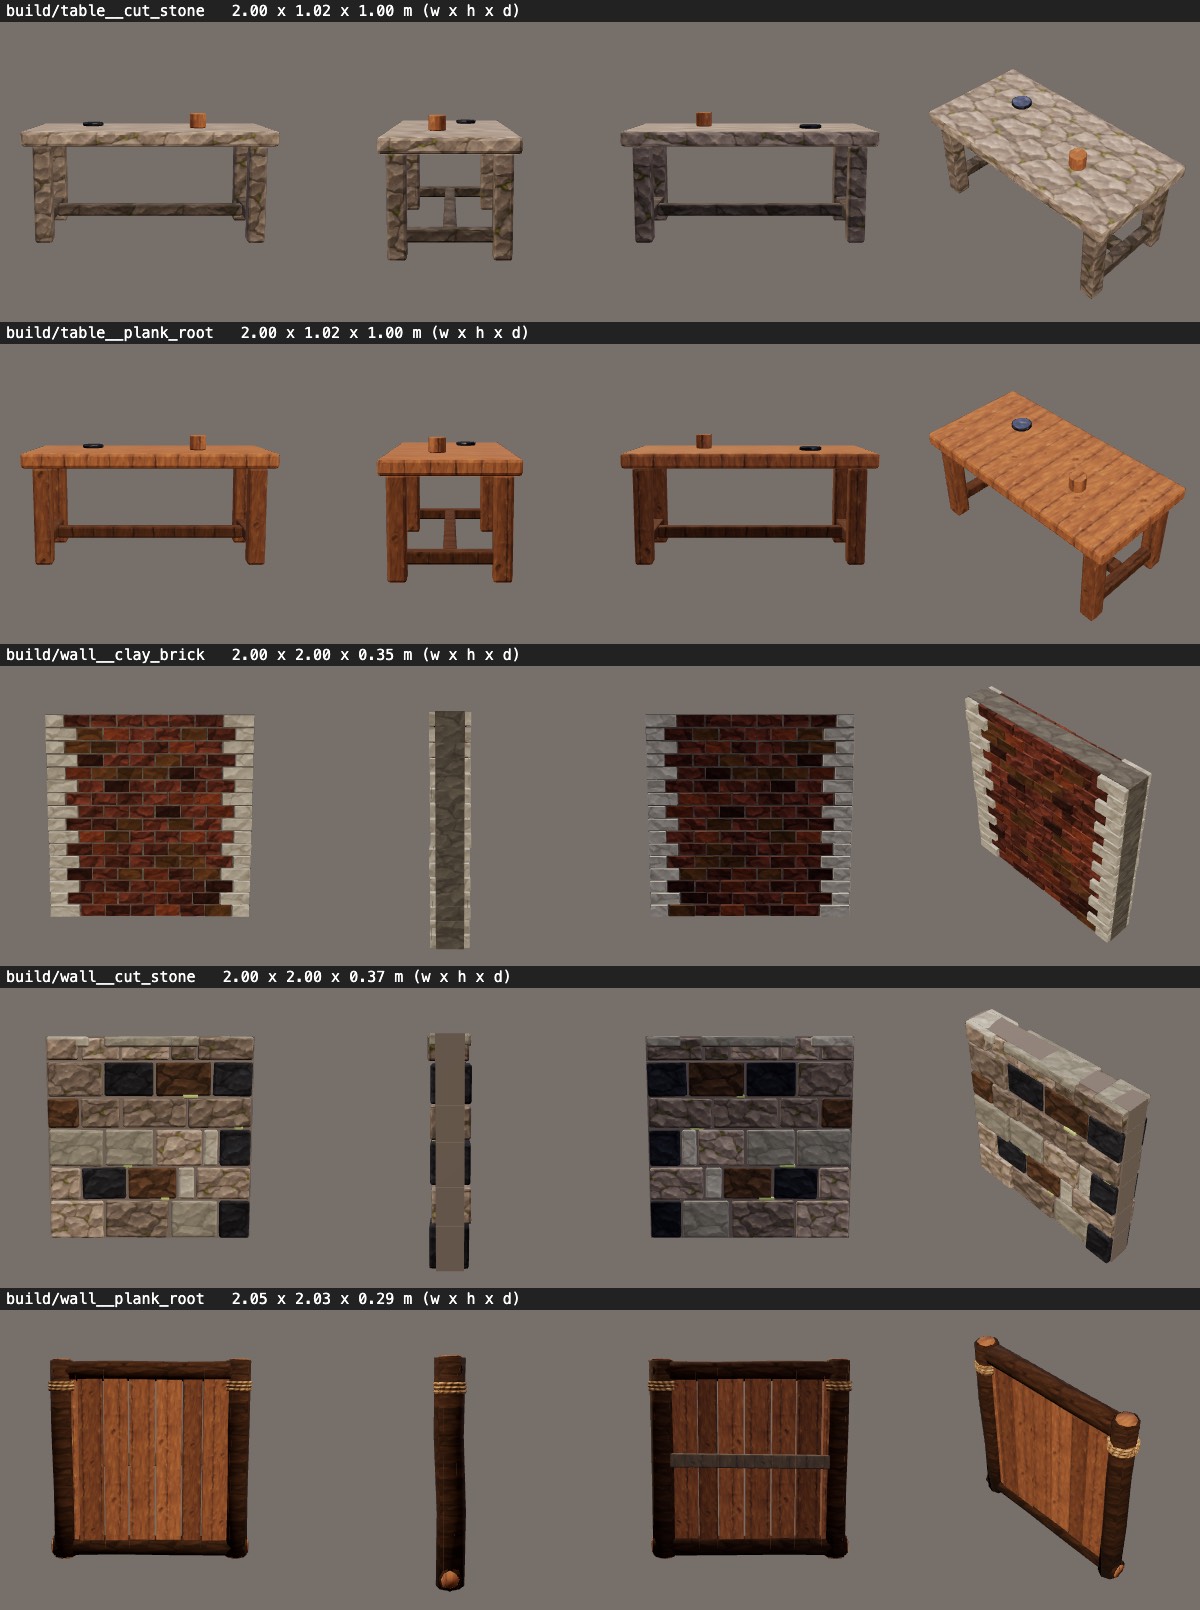 build/table__cut_stone 2.00 x 1.02 x 1.00 m (w x h x d)
build/table__plank_root 2.00 x 1.02 x 1.00 m (w x h x d)
build/wall__clay_brick 2.00 x 2.00 x 0.35 m (w x h x d)
build/wall__cut_stone 2.00 x 2.00 x 0.37 m (w x h x d)
build/wall__plank_root 2.05 x 2.03 x 0.29 m (w x h x d)